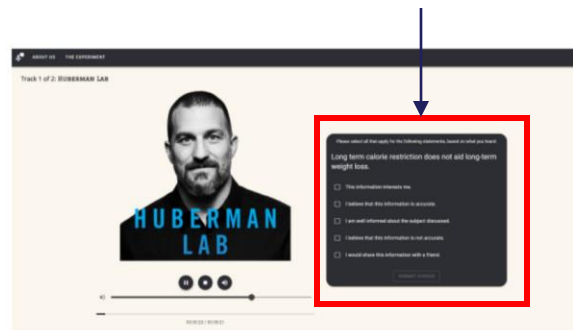 ABOUT US THE EXPERIMENT
Track 1 of 2: HUBERMAN LAB
HUBERMAN
LAB
Please select all that apply for the following statements, based on what you heard:
Long term calorie restriction does not aid long-term
weight loss.
This information interests me.
I believe that this information is accurate.
I am well informed about the subject discussed.
I believe that this information is not accurate.
I would share this information with a friend.